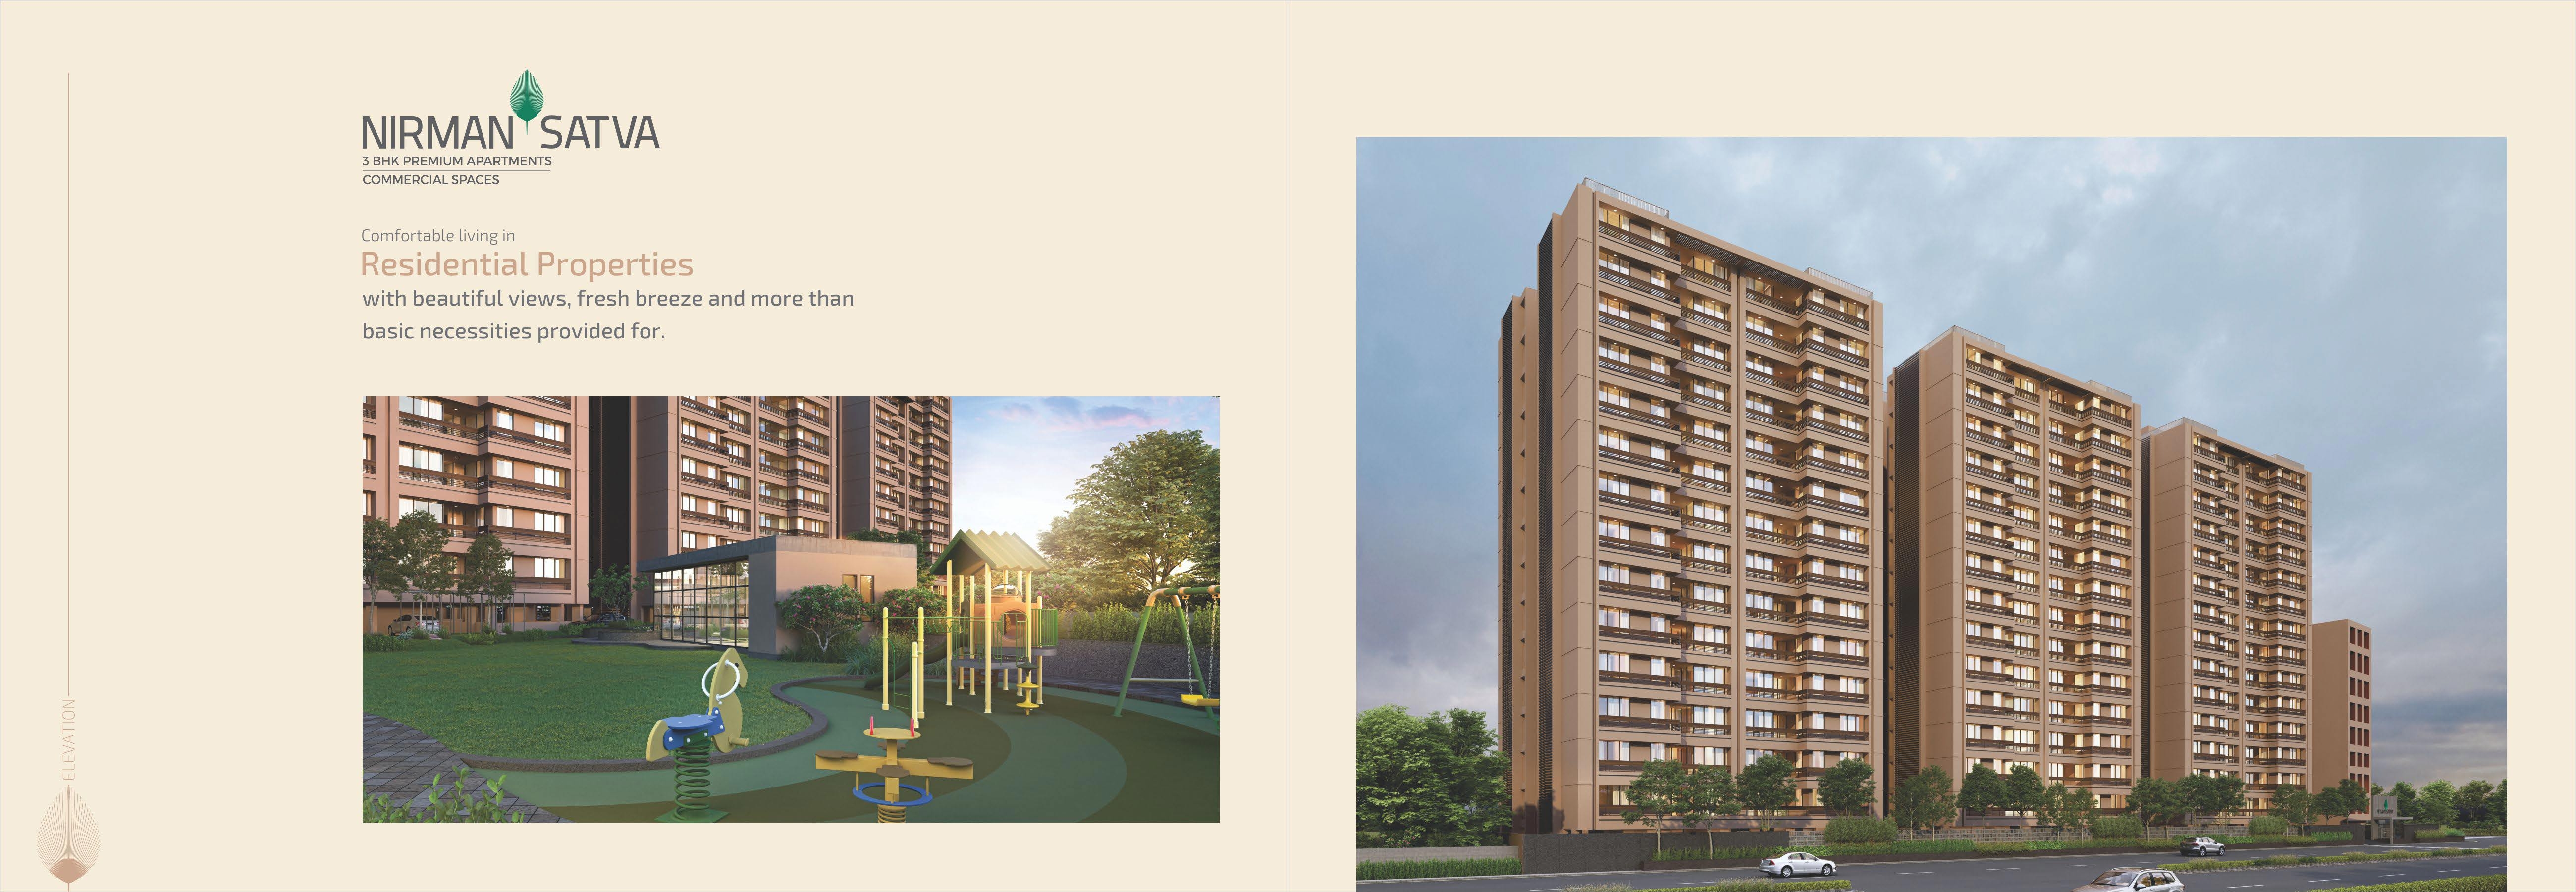 NIRMAN SATVA
3 BHK PREMIUM APARTMENTS
COMMERCIAL SPACES
Comfortable living in
Residential Properties
with beautiful views, fresh breeze and more than
basic necessities provided for.
ELEVATION